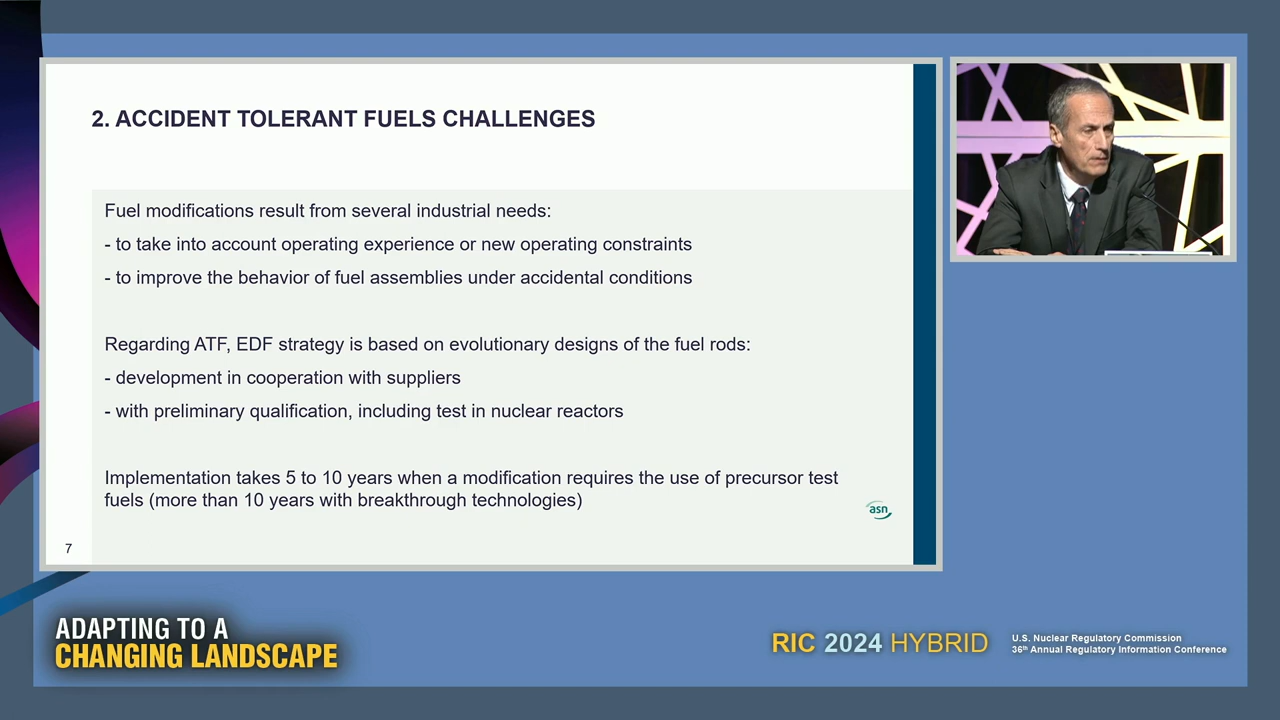 2. ACCIDENT TOLERANT FUELS CHALLENGES
Fuel modifications result from several industrial needs:
- to take into account operating experience or new operating constraints
- to improve the behavior of fuel assemblies under accidental conditions
Regarding ATF, EDF strategy is based on evolutionary designs of the fuel rods:
- development in cooperation with suppliers
- with preliminary qualification, including test in nuclear reactors
Implementation takes 5 to 10 years when a modification requires the use of precursor test
fuels (more than 10 years with breakthrough technologies)
asn
7
ADAPTING TO A
CHANGING LANDSCAPE
RIC 2024 HYBRID
U.S. Nuclear Regulatory Commission
36th Annual Regulatory Information Conference